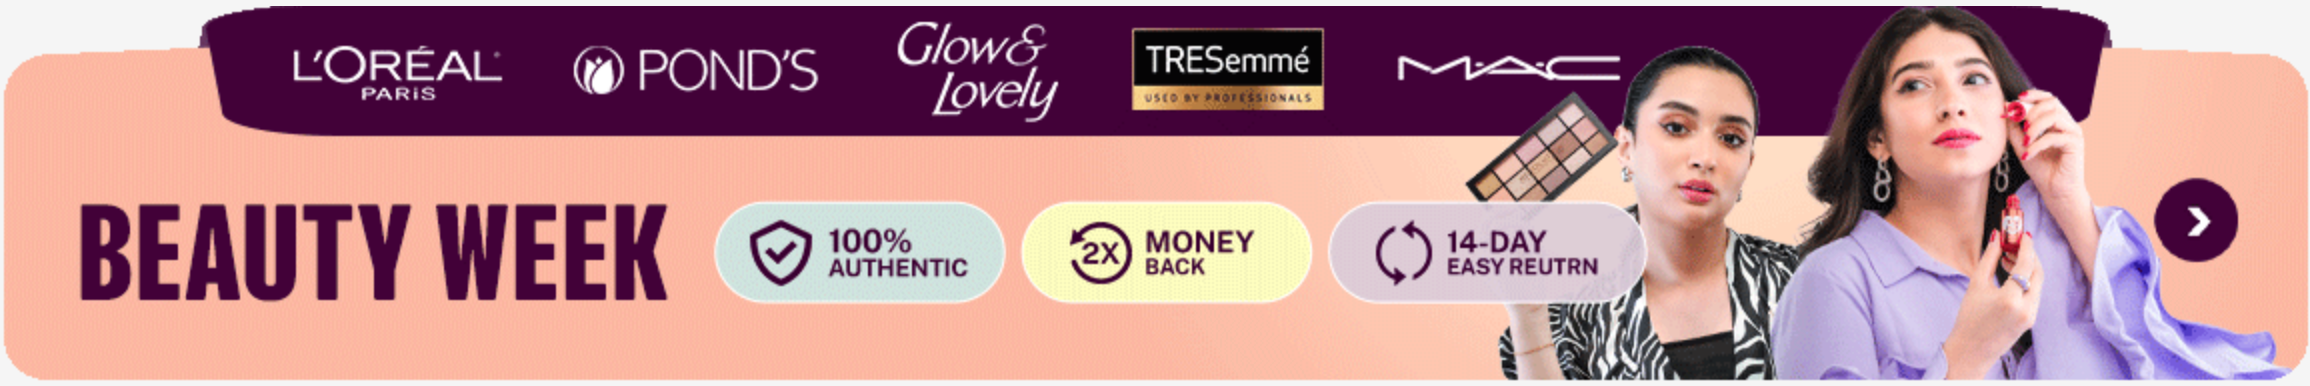 L'ORÉAL
PARIS
POND'S
Glow &
Lovely
TRESemmé
USED BY PROFESSIONALS
M·A·C
BEAUTY WEEK
100%
AUTHENTIC
2X
MONEY
BACK
14-DAY
EASY REUTRN